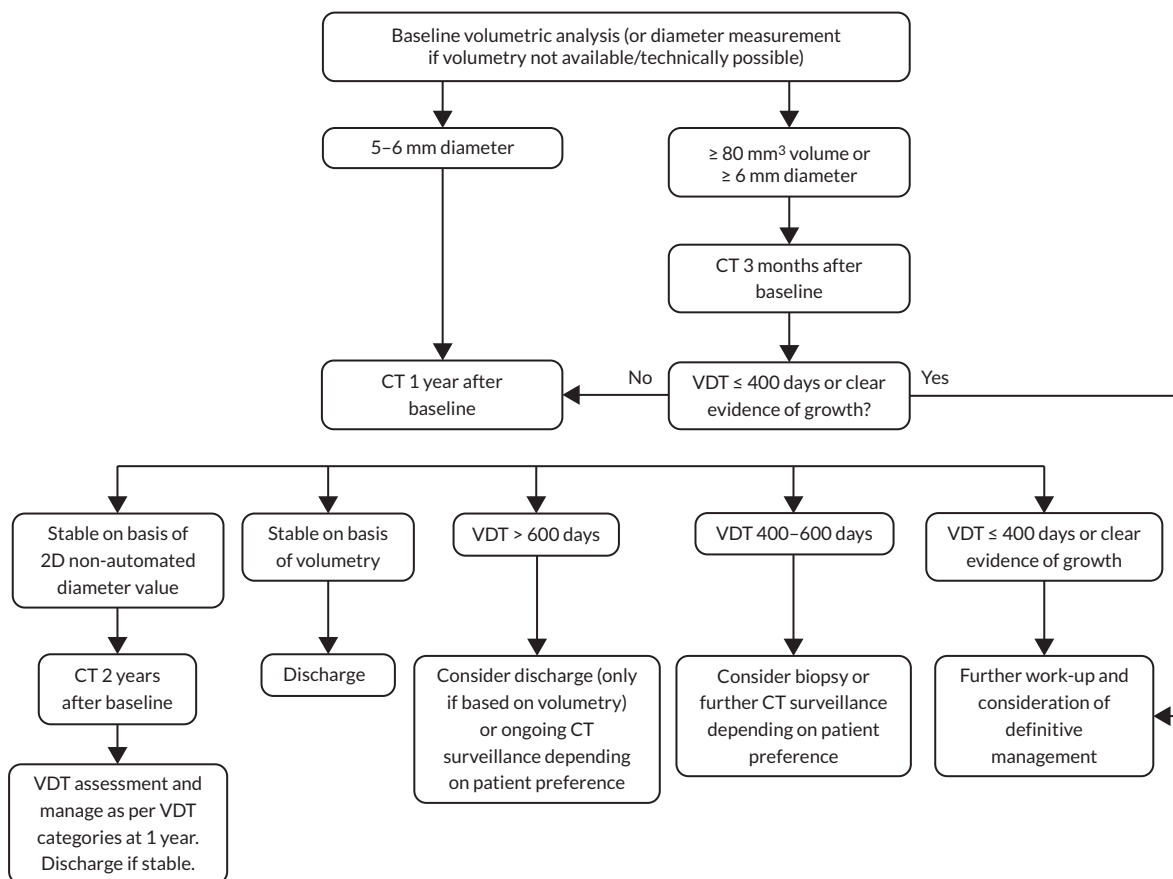 Baseline volumetric analysis (or diameter measurement
if volumetry not available/technically possible)
5–6 mm diameter
≥ 80 mm³ volume or
≥ 6 mm diameter
CT 3 months after
baseline
CT 1 year after
baseline
No
VDT ≤ 400 days or clear
evidence of growth?
Yes
Stable on basis of
2D non-automated
diameter value
Stable on basis
of volumetry
VDT > 600 days
VDT 400–600 days
VDT ≤ 400 days or clear
evidence of growth
CT 2 years
after baseline
Discharge
Consider discharge (only
if based on volumetry)
or ongoing CT
surveillance depending
on patient preference
Consider biopsy or
further CT surveillance
depending on patient
preference
Further work-up and
consideration of
definitive
management
VDT assessment and
manage as per VDT
categories at 1 year.
Discharge if stable.